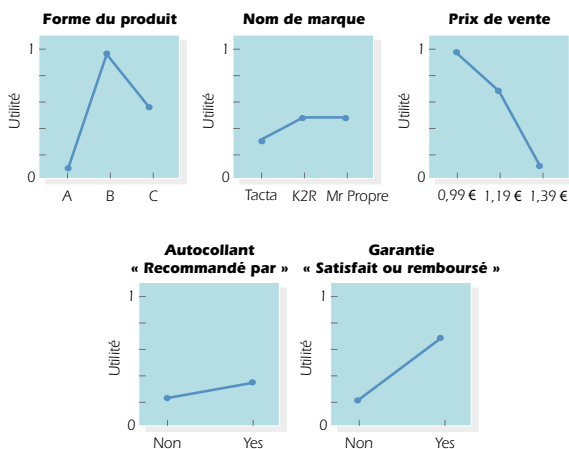 Forme du produit
Nom de marque
Prix de vente
1
Utilité
0
A B C
1
Utilité
0
Tacta K2R Mr Propre
1
Utilité
0
0,99 € 1,19 € 1,39 €
Autocollant
« Recommandé par »
Garantie
« Satisfait ou remboursé »
1
Utilité
0
Non Yes
1
Utilité
0
Non Yes